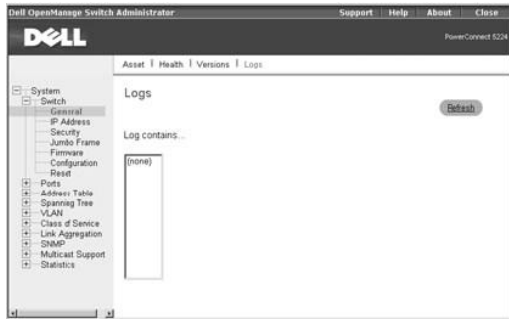 Dell OpenManage Switch Administrator
Support Help About Close
DELL
PowerConnect 5224
Asset | Health | Versions | Logs
System
Switch
General
IP Address
Security
Jumbo Frame
Firmware
Configuration
Reset
Ports
Address Table
Spanning Tree
VLAN
Class of Service
Link Aggregation
SNMP
Multicast Support
Statistics
Logs
Refresh
Log contains...
(none)